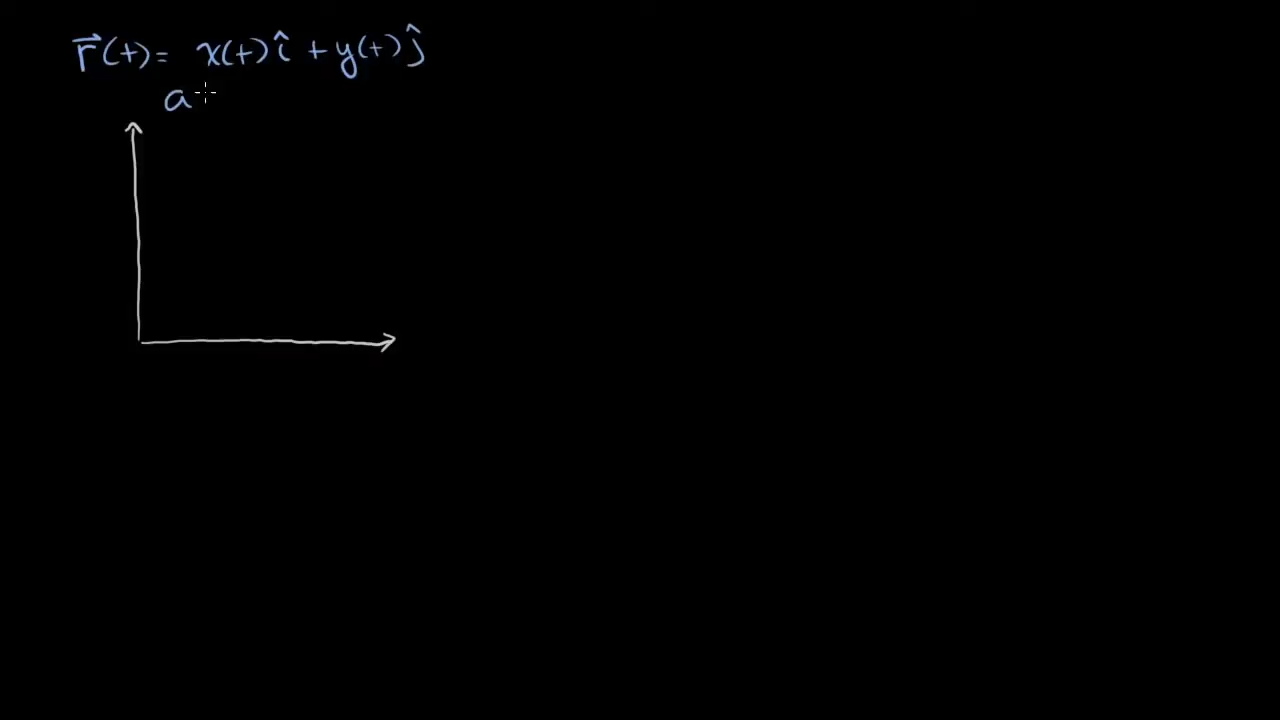 r⃗(t) = x(t)î + y(t)ĵ
a